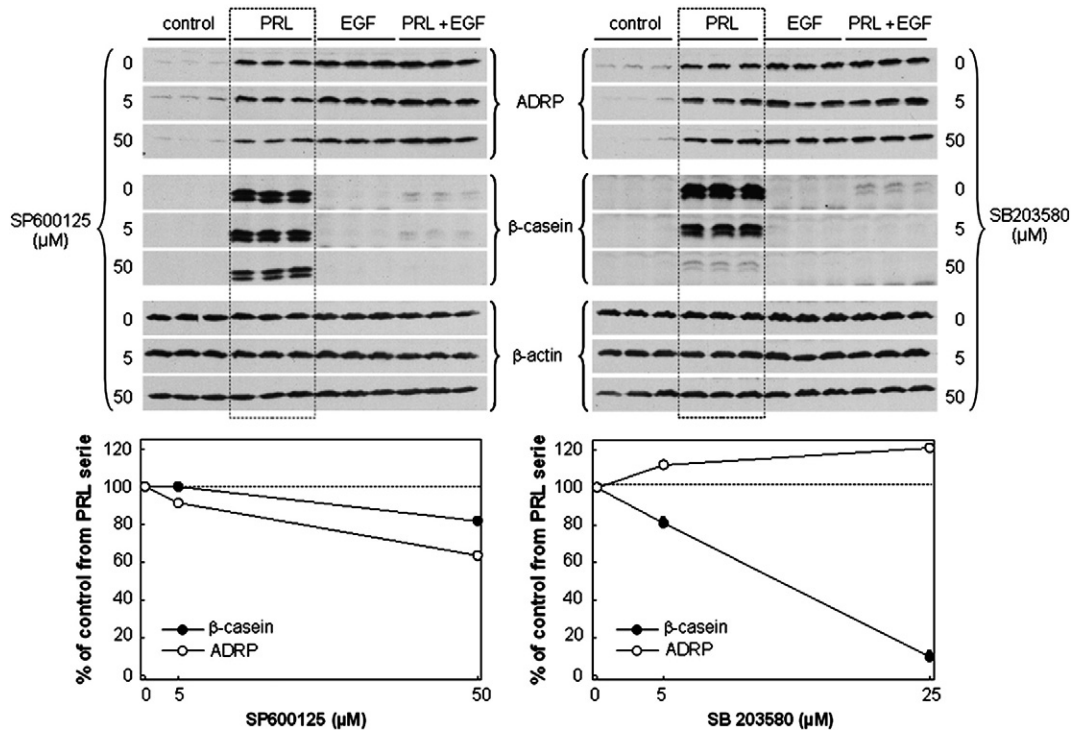 control PRL EGF PRL + EGF
control PRL EGF PRL + EGF
0
5
50
ADRP
0
5
50
SP600125
(μM)
0
5
50
β-casein
0
5
50
SB203580
(μM)
0
5
50
β-actin
0
5
50
% of control from PRL serie
120
100
80
60
40
20
0
β-casein
ADRP
0 5 50
SP600125 (μM)
% of control from PRL serie
120
100
80
60
40
20
0
β-casein
ADRP
0 5 25
SB 203580 (μM)